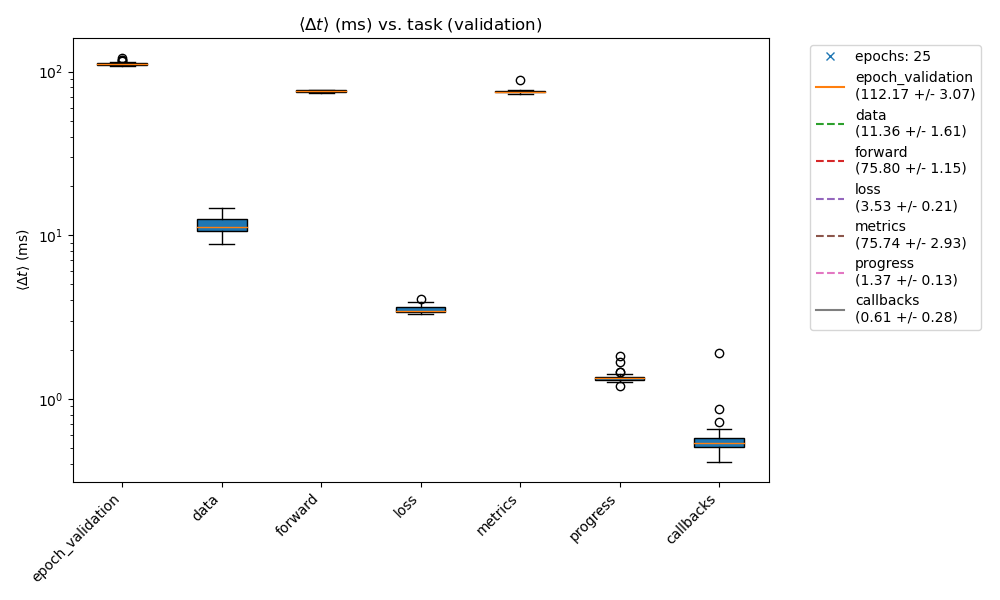 ⟨Δt⟩ (ms) vs. task (validation)
⟨Δt⟩ (ms)
10²
10¹
10⁰
epoch_validation
data
forward
loss
metrics
progress
callbacks
epochs: 25
epoch_validation
(112.17 +/- 3.07)
data
(11.36 +/- 1.61)
forward
(75.80 +/- 1.15)
loss
(3.53 +/- 0.21)
metrics
(75.74 +/- 2.93)
progress
(1.37 +/- 0.13)
callbacks
(0.61 +/- 0.28)